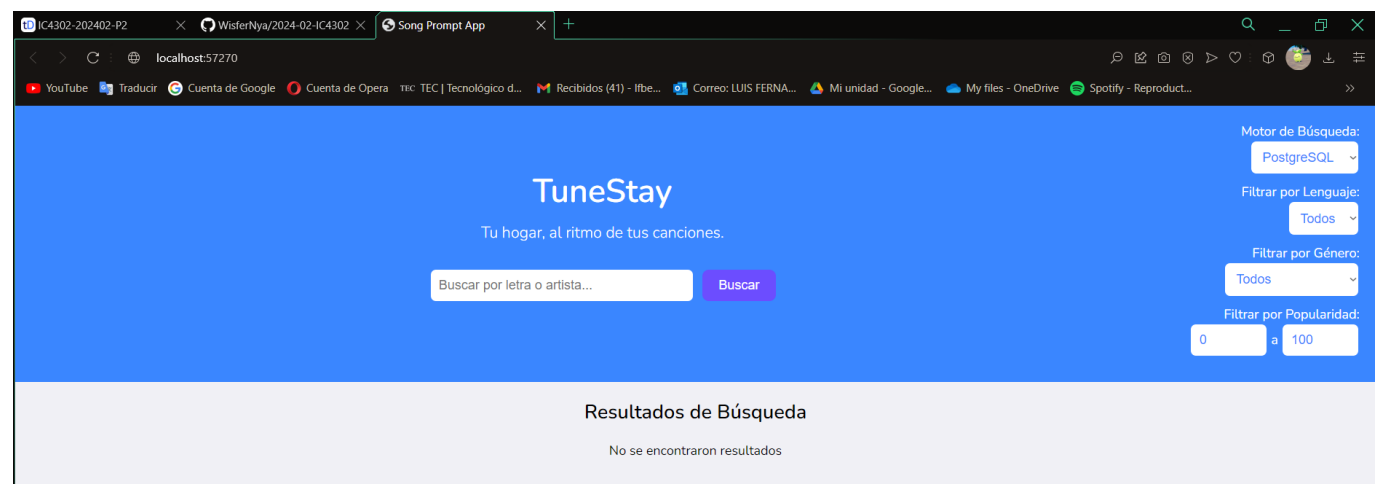 IC4302-202402-P2
WisferNya/2024-02-IC4302
Song Prompt App
localhost:57270
YouTube
Traducir
Cuenta de Google
Cuenta de Opera
TEC TEC | Tecnológico d...
Recibidos (41) - lfbe...
Correo: LUIS FERNA...
Mi unidad - Google...
My files - OneDrive
Spotify - Reproduct...
Motor de Búsqueda:
PostgreSQL
Filtrar por Lenguaje:
Todos
Filtrar por Género:
Todos
Filtrar por Popularidad:
0 a 100
TuneStay
Tu hogar, al ritmo de tus canciones.
Buscar por letra o artista...
Buscar
Resultados de Búsqueda
No se encontraron resultados